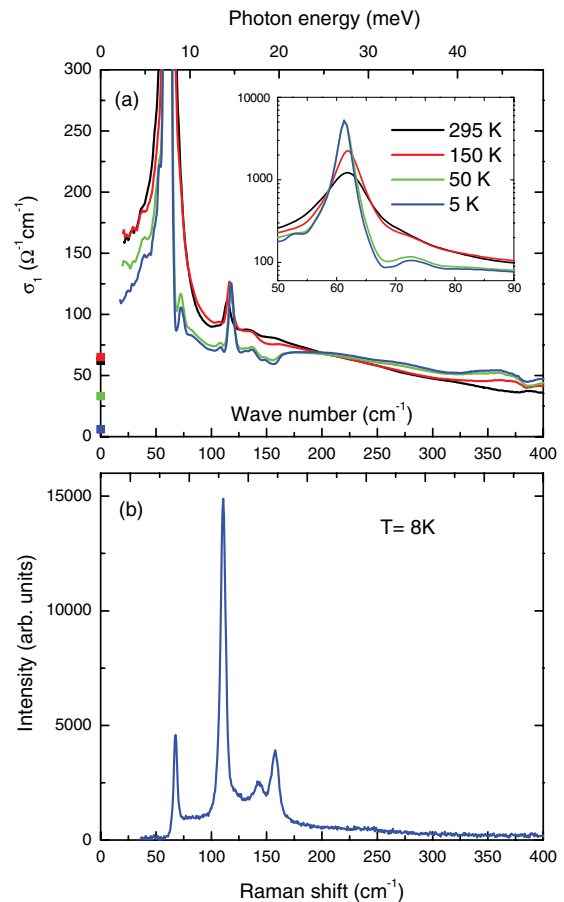 Photon energy (meV)
0 10 20 30 40
300
250
200
150
100
50
0
σ₁ (Ω⁻¹cm⁻¹)
(a)
10000
1000
100
50 60 70 80 90
295 K
150 K
50 K
5 K
Wave number (cm⁻¹)
0 50 100 150 200 250 300 350 400
(b)
T= 8K
15000
10000
5000
0
Intensity (arb. units)
0 50 100 150 200 250 300 350 400
Raman shift (cm⁻¹)